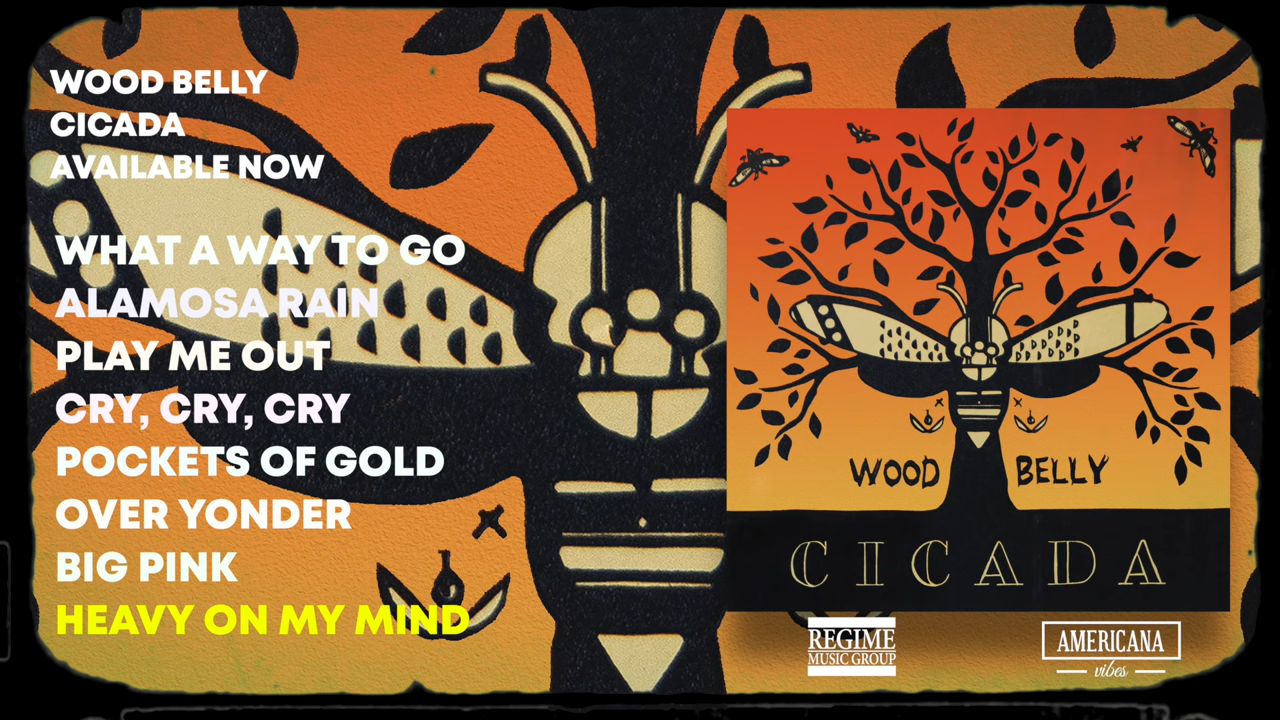 WOOD BELLY
CICADA
AVAILABLE NOW
WHAT A WAY TO GO
ALAMOSA RAIN
PLAY ME OUT
CRY, CRY, CRY
POCKETS OF GOLD
OVER YONDER
BIG PINK
HEAVY ON MY MIND
WOOD BELLY
CICADA
REGIME
MUSIC GROUP
AMERICANA
vibes